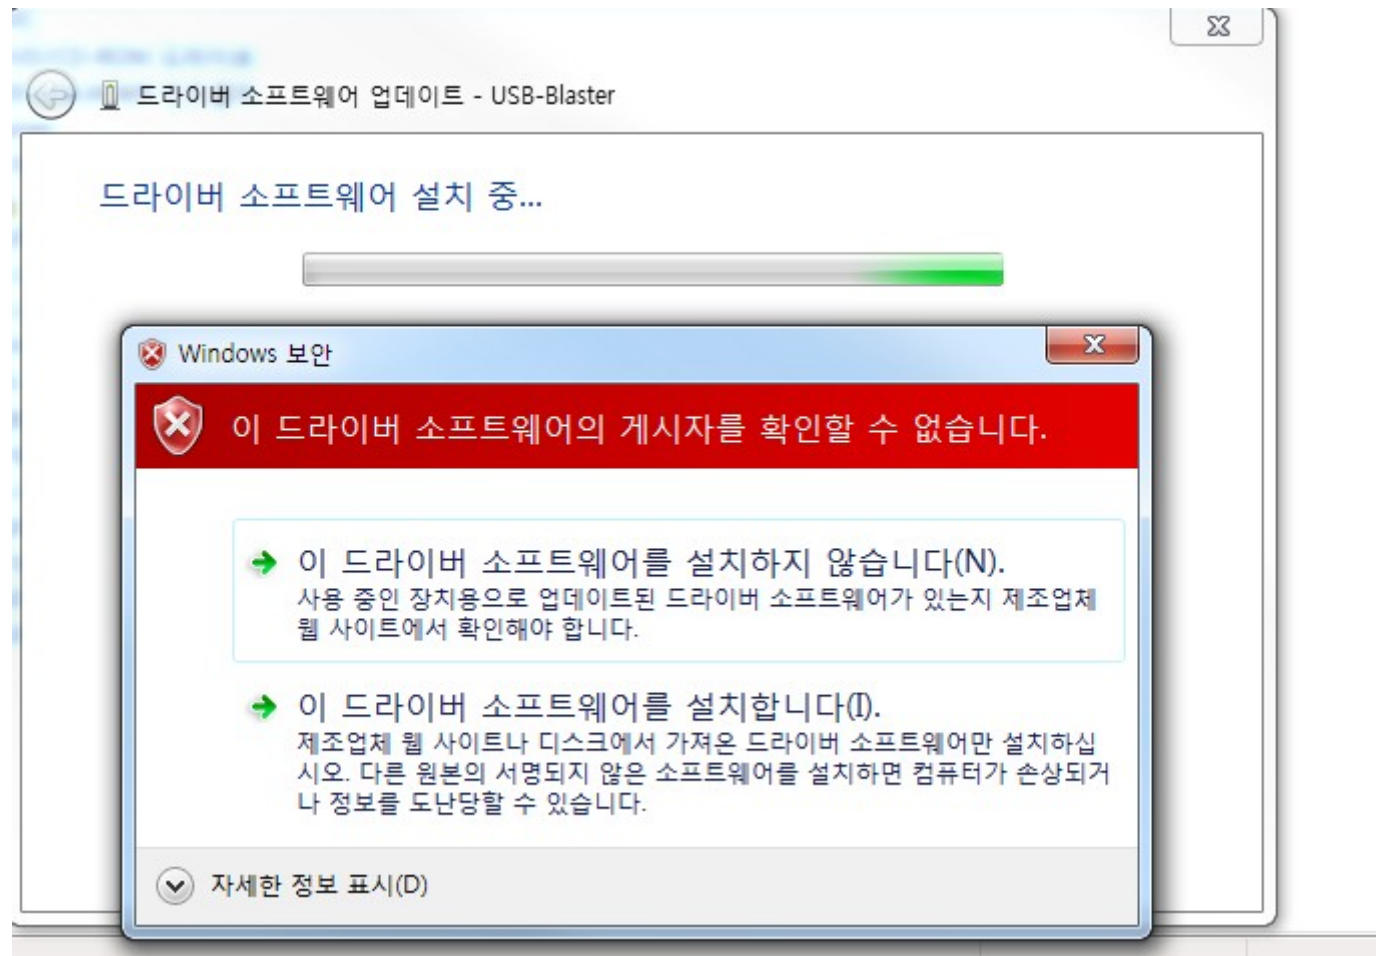 드라이버 소프트웨어 업데이트 - USB-Blaster
드라이버 소프트웨어 설치 중...
Windows 보안
이 드라이버 소프트웨어의 게시자를 확인할 수 없습니다.
이 드라이버 소프트웨어를 설치하지 않습니다(N).
사용 중인 장치용으로 업데이트된 드라이버 소프트웨어가 있는지 제조업체
웹 사이트에서 확인해야 합니다.
이 드라이버 소프트웨어를 설치합니다(I).
제조업체 웹 사이트나 디스크에서 가져온 드라이버 소프트웨어만 설치하십
시오. 다른 원본의 서명되지 않은 소프트웨어를 설치하면 컴퓨터가 손상되거
나 정보를 도난당할 수 있습니다.
자세한 정보 표시(D)